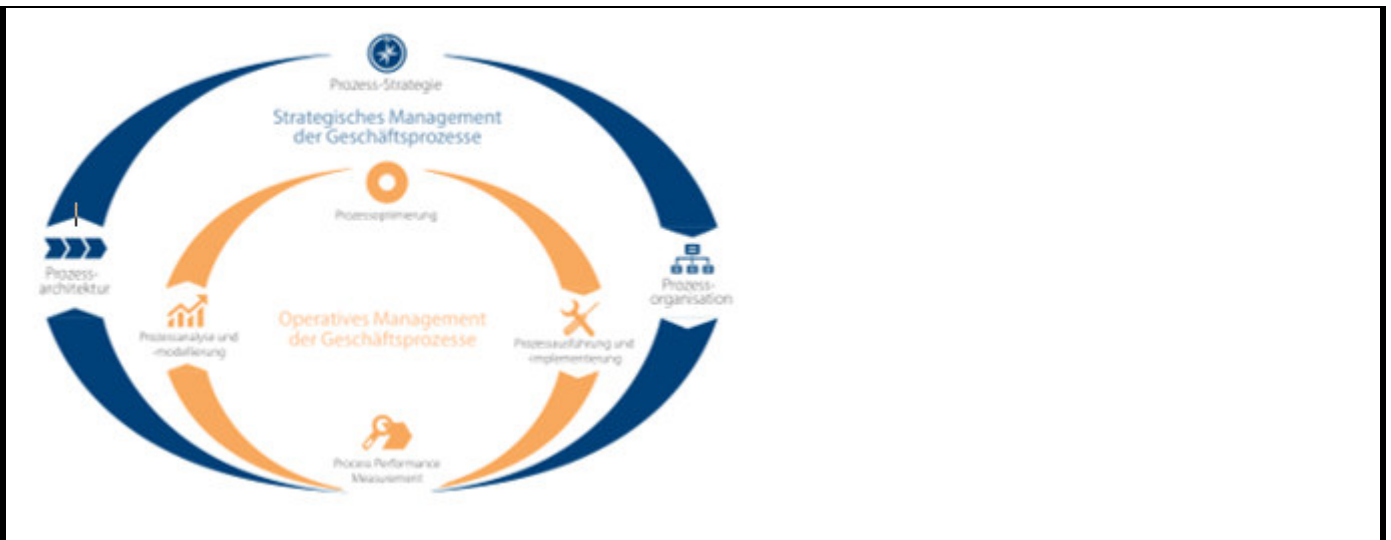 Prozess-Strategie
Strategisches Management
der Geschäftsprozesse
Prozessoptimierung
Prozess-
architektur
Prozess-
organisation
Prozessanalyse und
-modellierung
Operatives Management
der Geschäftsprozesse
Prozessausführung und
-implementierung
Process Performance
Measurement